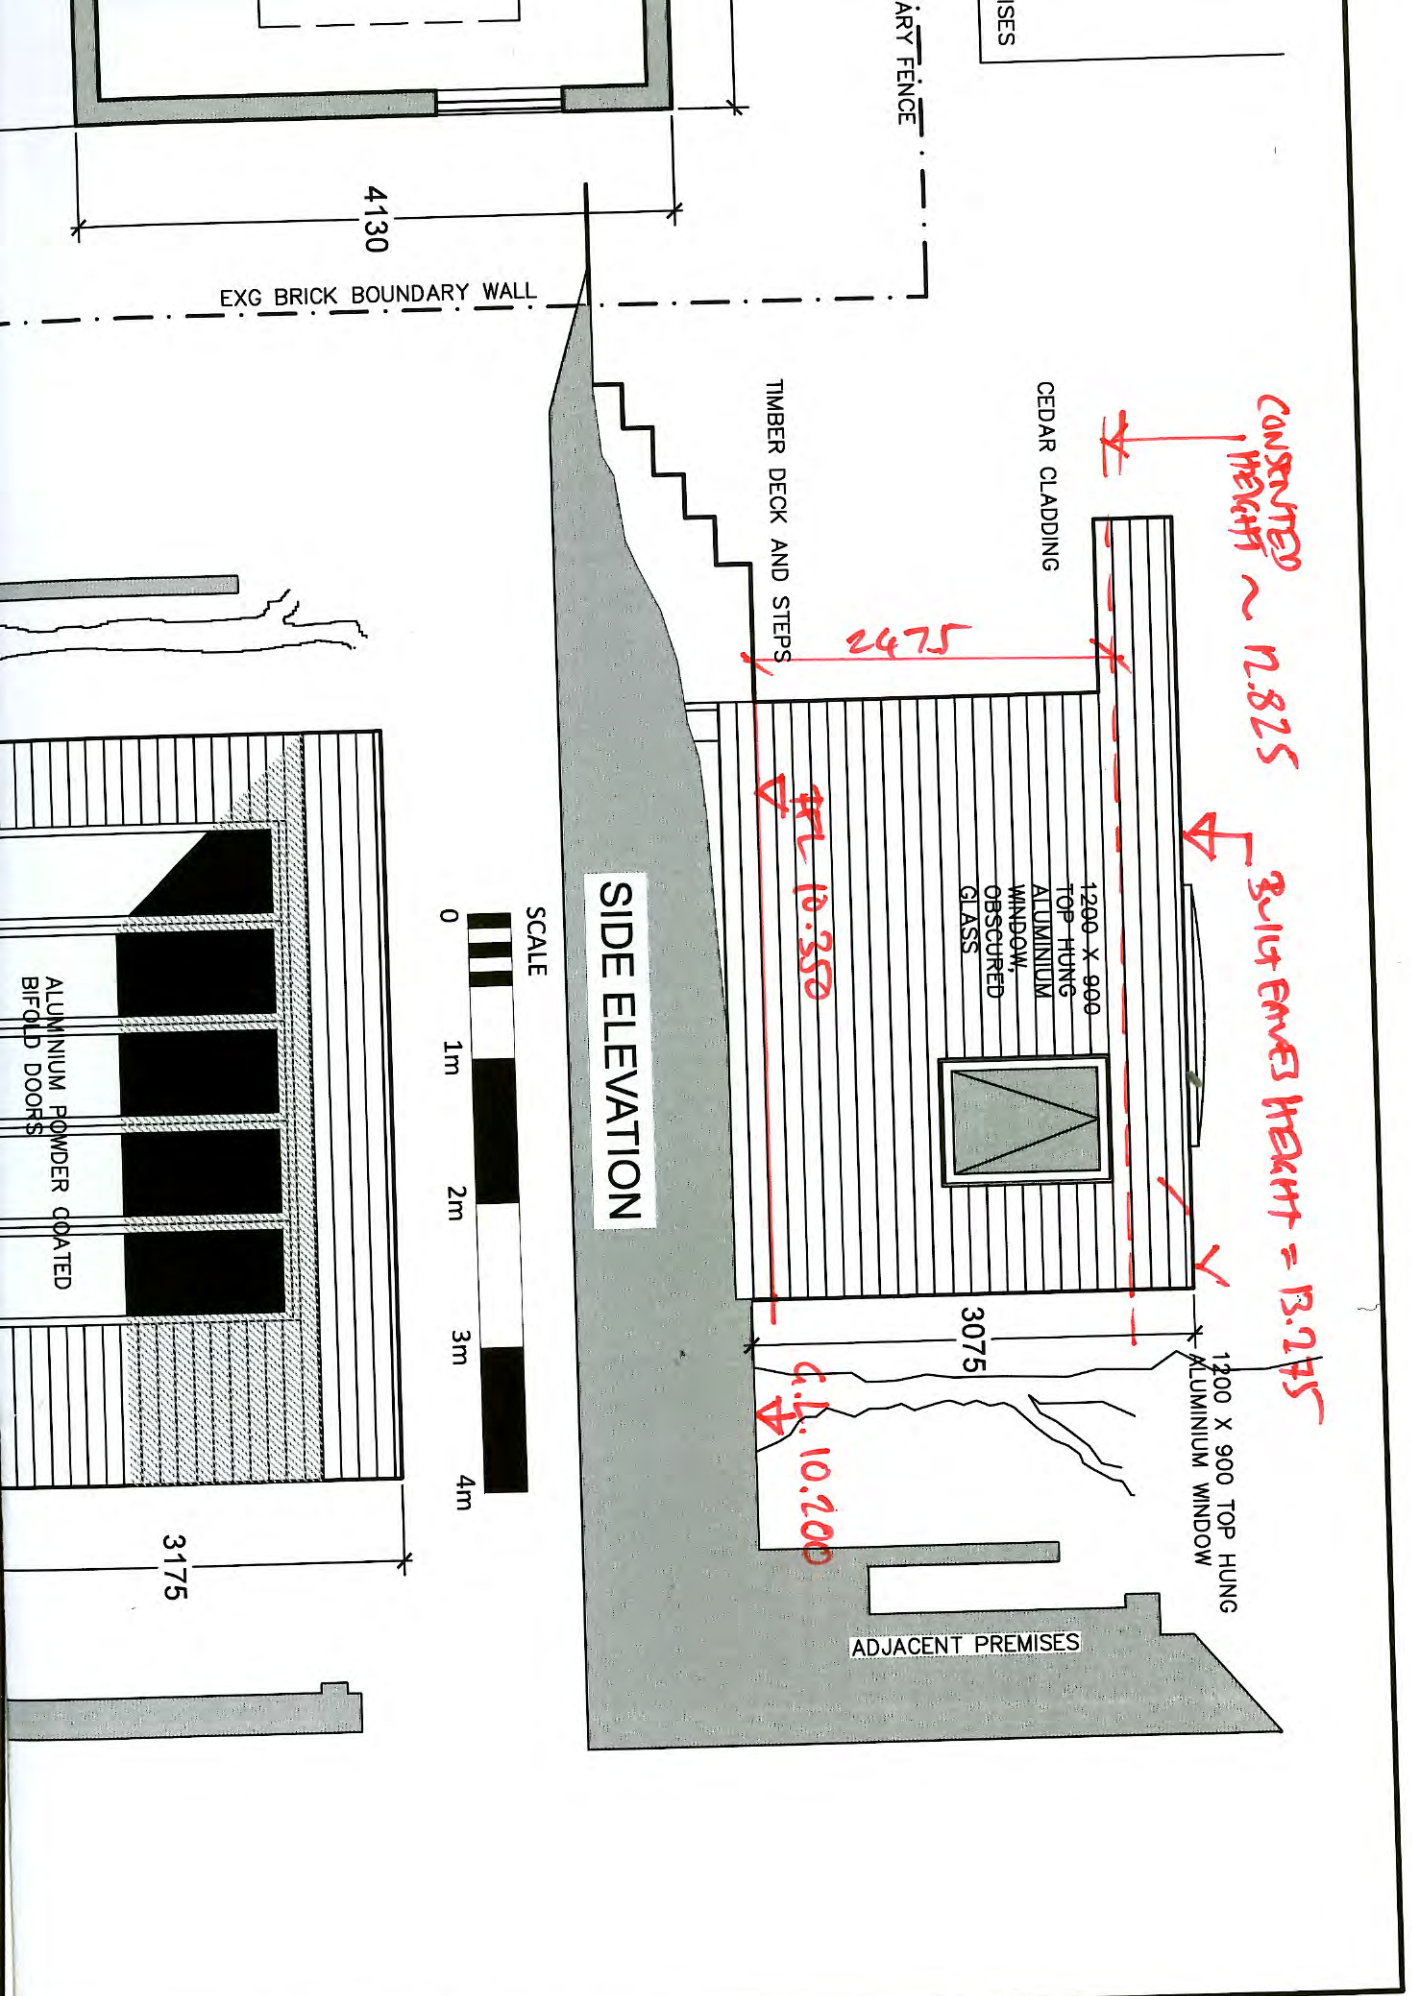 ISES
ARY FENCE
4130
EXG BRICK BOUNDARY WALL
CONSENTED
HEIGHT ~ 12.825
Built EAVES HEIGHT = 13.275
CEDAR CLADDING
TIMBER DECK AND STEPS
2475
FFL 10.350
1200 X 900
TOP HUNG
ALUMINIUM
WINDOW,
OBSCURED
GLASS
3075
1200 X 900 TOP HUNG
ALUMINIUM WINDOW
G.L. 10.200
ADJACENT PREMISES
SIDE ELEVATION
SCALE
0 1m 2m 3m 4m
ALUMINIUM POWDER COATED
BIFOLD DOORS
3175